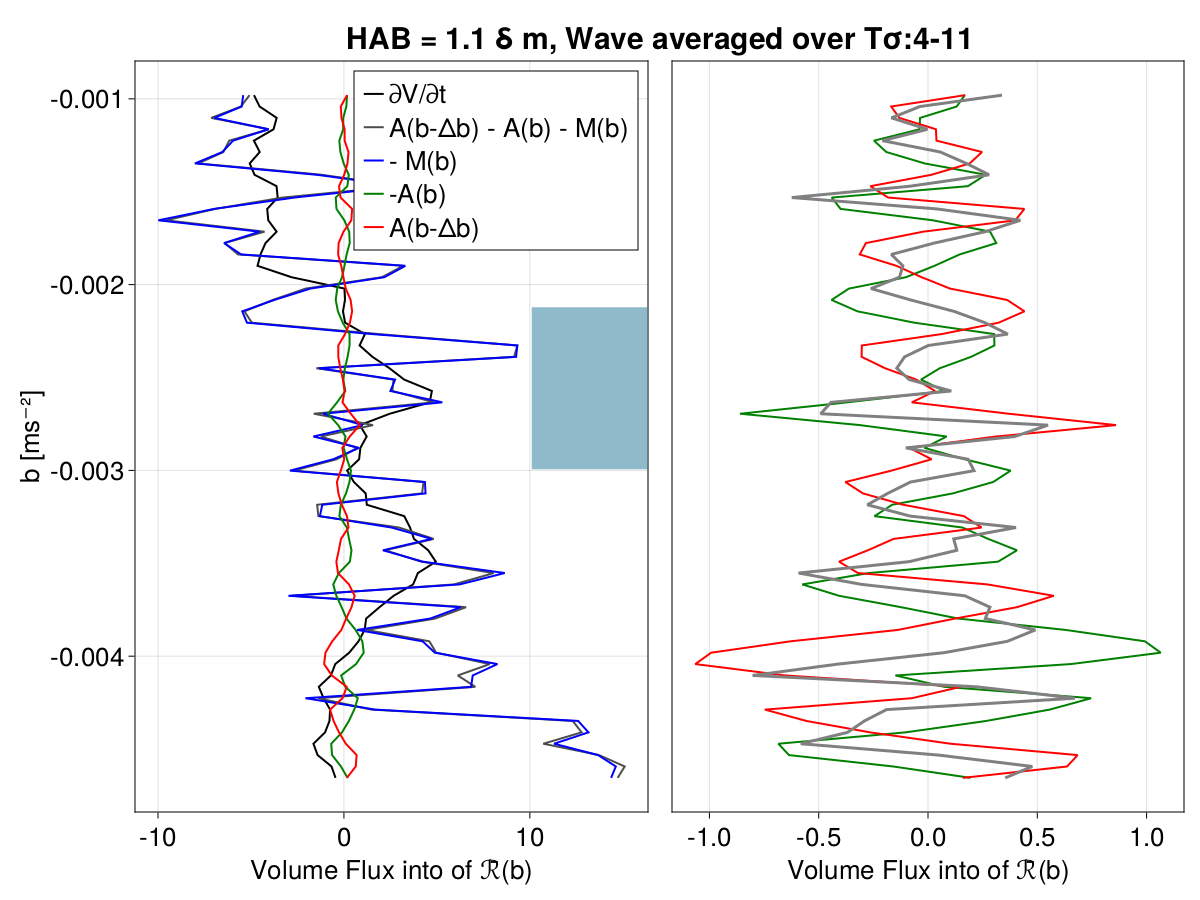 HAB = 1.1 δ m, Wave averaged over Tσ:4-11
∂V/∂t
A(b-Δb) - A(b) - M(b)
- M(b)
-A(b)
A(b-Δb)
b [ms⁻²]
-0.001
-0.002
-0.003
-0.004
-10
0
10
Volume Flux into of ℛ(b)
-1.0
-0.5
0.0
0.5
1.0
Volume Flux into of ℛ(b)